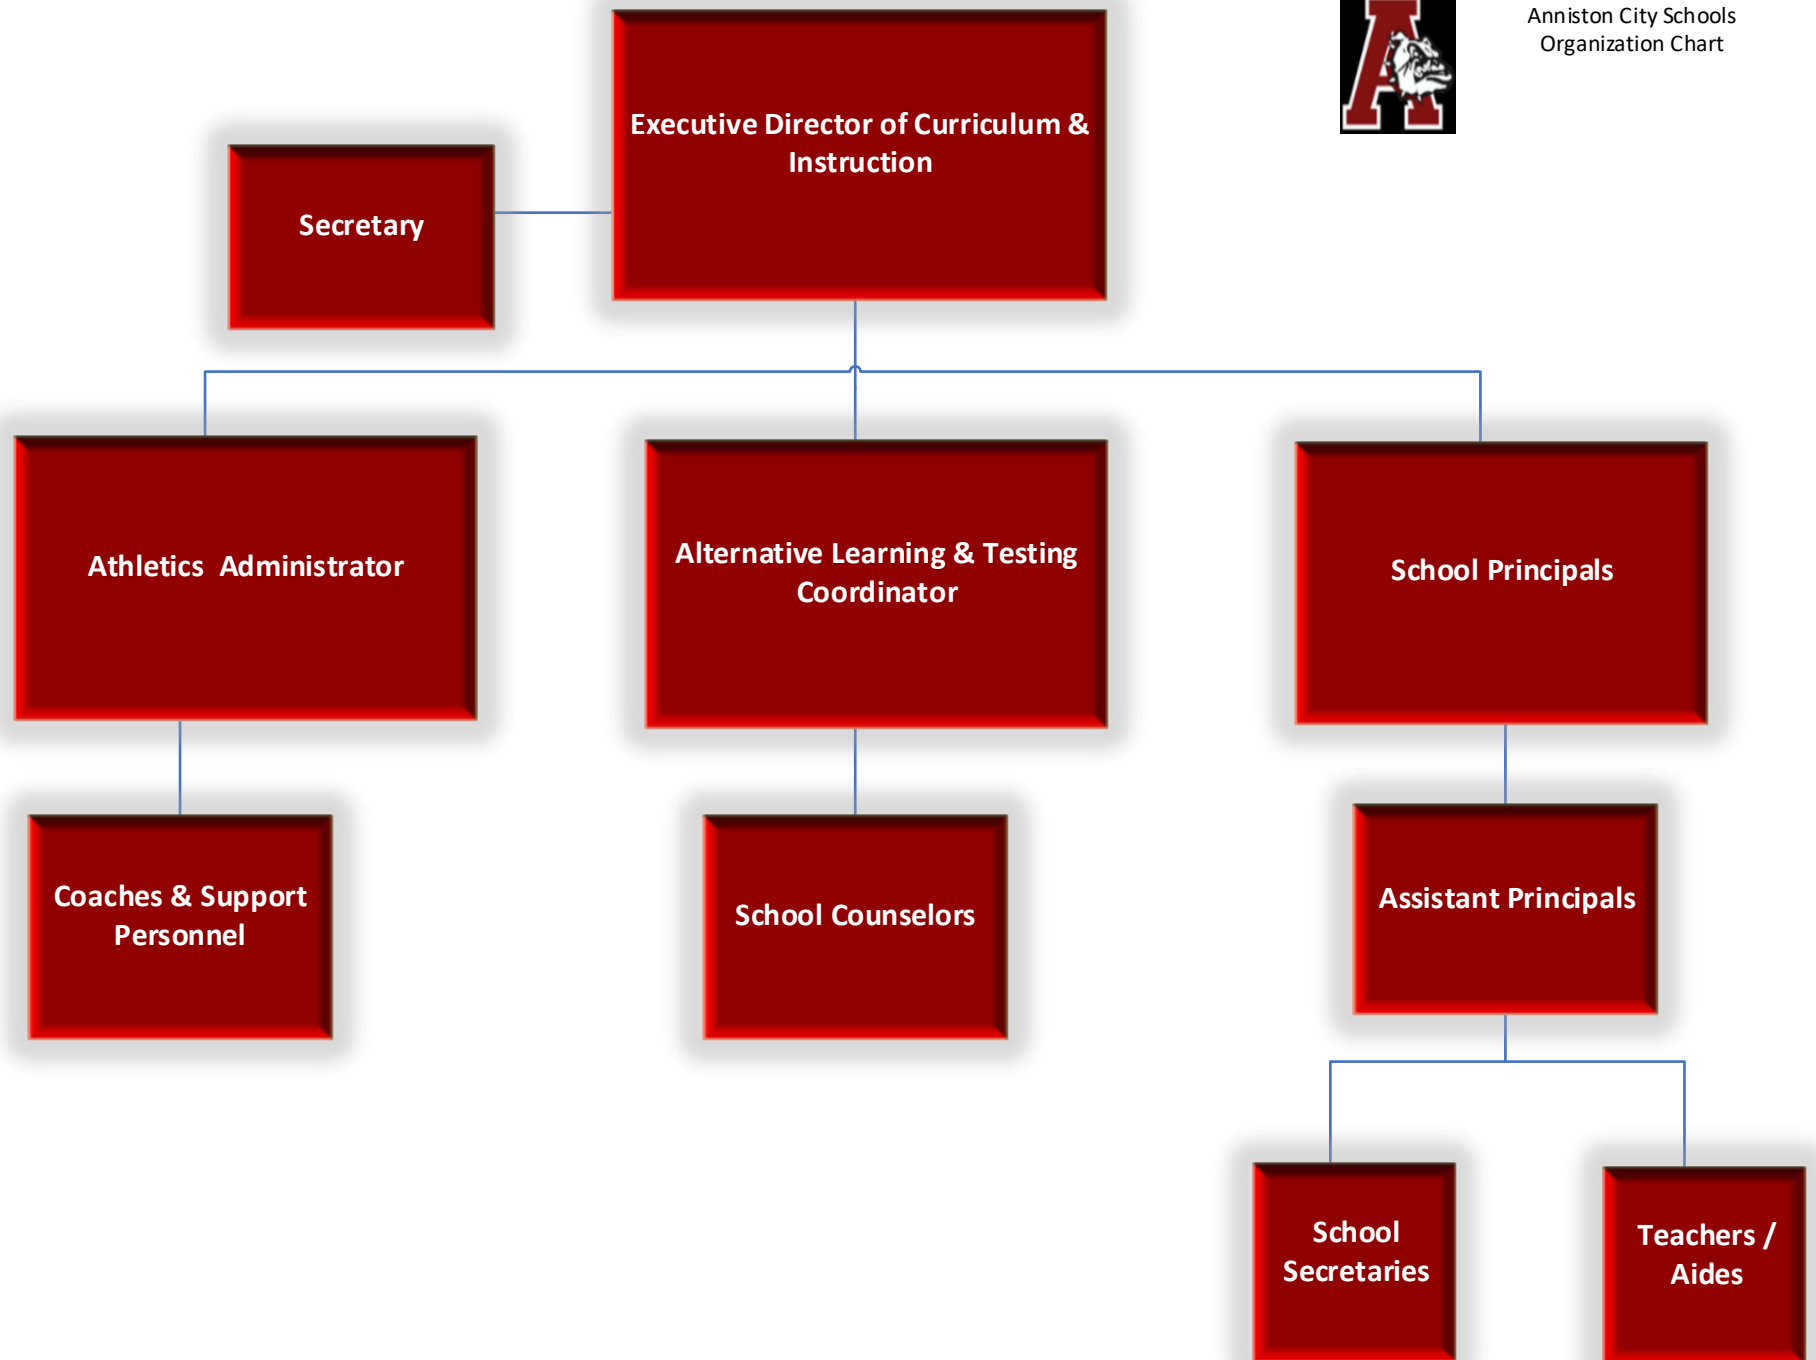 Anniston City Schools
Organization Chart
A
Executive Director of Curriculum &
Instruction
Secretary
Athletics  Administrator
Alternative Learning & Testing
Coordinator
School Principals
Coaches & Support
Personnel
School Counselors
Assistant Principals
School
Secretaries
Teachers /
Aides